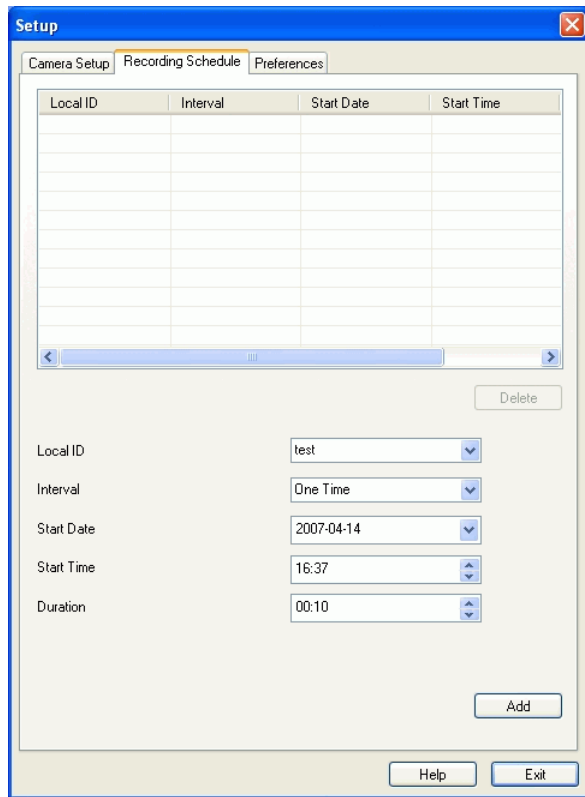 Setup
Camera Setup Recording Schedule Preferences
Local ID Interval Start Date Start Time
Delete
Local ID test
Interval One Time
Start Date 2007-04-14
Start Time 16:37
Duration 00:10
Add
Help Exit